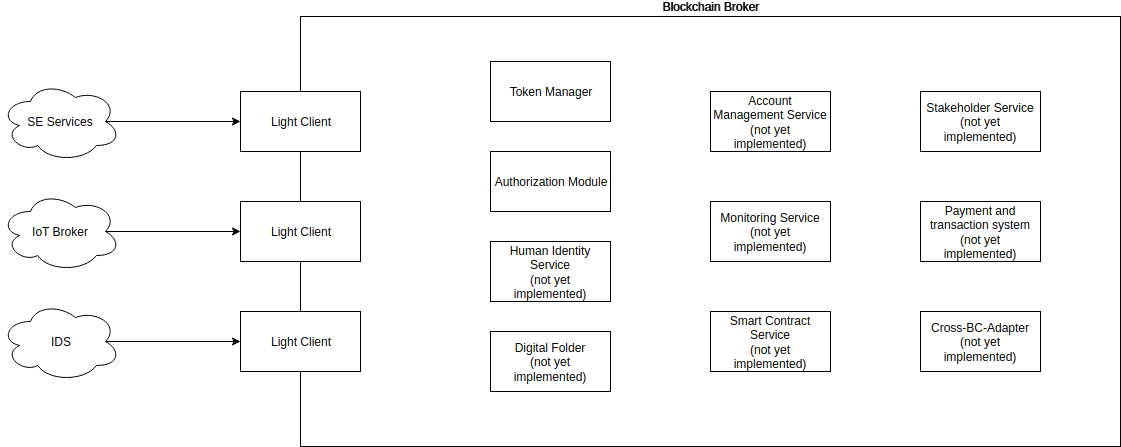 Blockchain Broker
SE Services
Light Client
IoT Broker
Light Client
IDS
Light Client
Token Manager
Authorization Module
Human Identity
Service
(not yet
implemented)
Digital Folder
(not yet
implemented)
Account
Management Service
(not yet
implemented)
Monitoring Service
(not yet
implemented)
Smart Contract
Service
(not yet
implemented)
Stakeholder Service
(not yet
implemented)
Payment and
transaction system
(not yet
implemented)
Cross-BC-Adapter
(not yet
implemented)